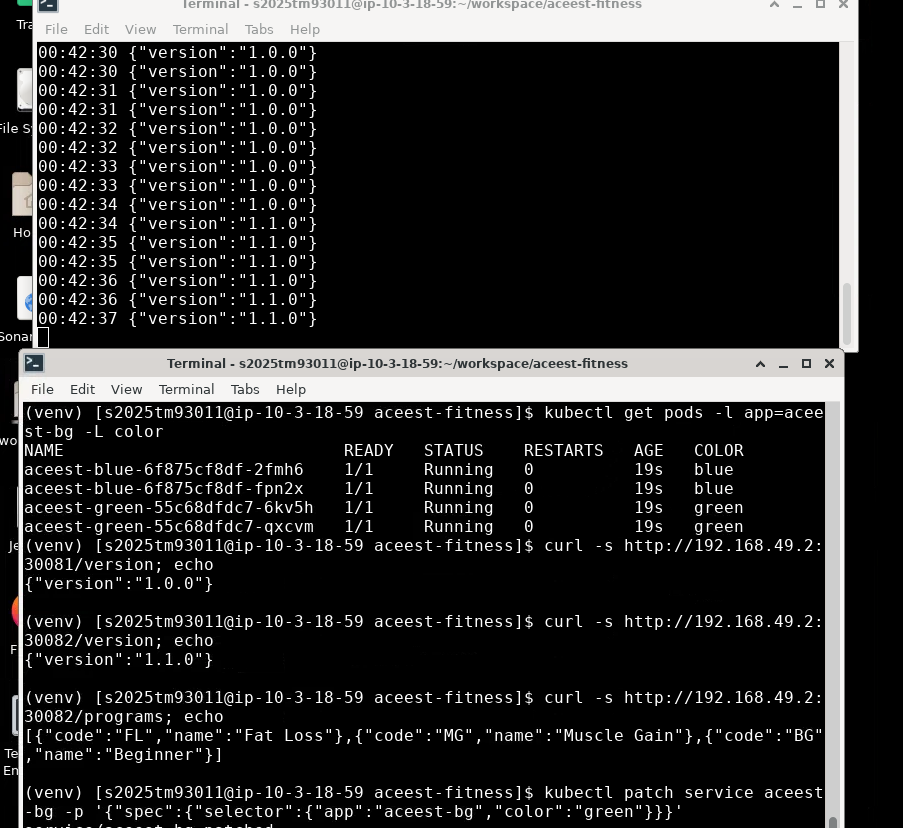 Terminal - s2025tm93011@ip-10-3-18-59:~/workspace/aceest-fitness
File Edit View Terminal Tabs Help
00:42:30 {"version":"1.0.0"}
00:42:30 {"version":"1.0.0"}
00:42:31 {"version":"1.0.0"}
00:42:31 {"version":"1.0.0"}
00:42:32 {"version":"1.0.0"}
00:42:32 {"version":"1.0.0"}
00:42:33 {"version":"1.0.0"}
00:42:33 {"version":"1.0.0"}
00:42:34 {"version":"1.0.0"}
00:42:34 {"version":"1.1.0"}
00:42:35 {"version":"1.1.0"}
00:42:35 {"version":"1.1.0"}
00:42:36 {"version":"1.1.0"}
00:42:36 {"version":"1.1.0"}
00:42:37 {"version":"1.1.0"}
Terminal - s2025tm93011@ip-10-3-18-59:~/workspace/aceest-fitness
File Edit View Terminal Tabs Help
(venv) [s2025tm93011@ip-10-3-18-59 aceest-fitness]$ kubectl get pods -l app=acee
st-bg -L color
NAME READY STATUS RESTARTS AGE COLOR
aceest-blue-6f875cf8df-2fmh6 1/1 Running 0 19s blue
aceest-blue-6f875cf8df-fpn2x 1/1 Running 0 19s blue
aceest-green-55c68dfdc7-6kv5h 1/1 Running 0 19s green
aceest-green-55c68dfdc7-qxcvm 1/1 Running 0 19s green
(venv) [s2025tm93011@ip-10-3-18-59 aceest-fitness]$ curl -s http://192.168.49.2:
30081/version; echo
{"version":"1.0.0"}
(venv) [s2025tm93011@ip-10-3-18-59 aceest-fitness]$ curl -s http://192.168.49.2:
30082/version; echo
{"version":"1.1.0"}
(venv) [s2025tm93011@ip-10-3-18-59 aceest-fitness]$ curl -s http://192.168.49.2:
30082/programs; echo
[{"code":"FL","name":"Fat Loss"},{"code":"MG","name":"Muscle Gain"},{"code":"BG"
,"name":"Beginner"}]
(venv) [s2025tm93011@ip-10-3-18-59 aceest-fitness]$ kubectl patch service aceest
-bg -p '{"spec":{"selector":{"app":"aceest-bg","color":"green"}}}'
service/aceest-bg patched
Tra
File Sy
Ho
Sonar
wo
Je
F
Te
Em